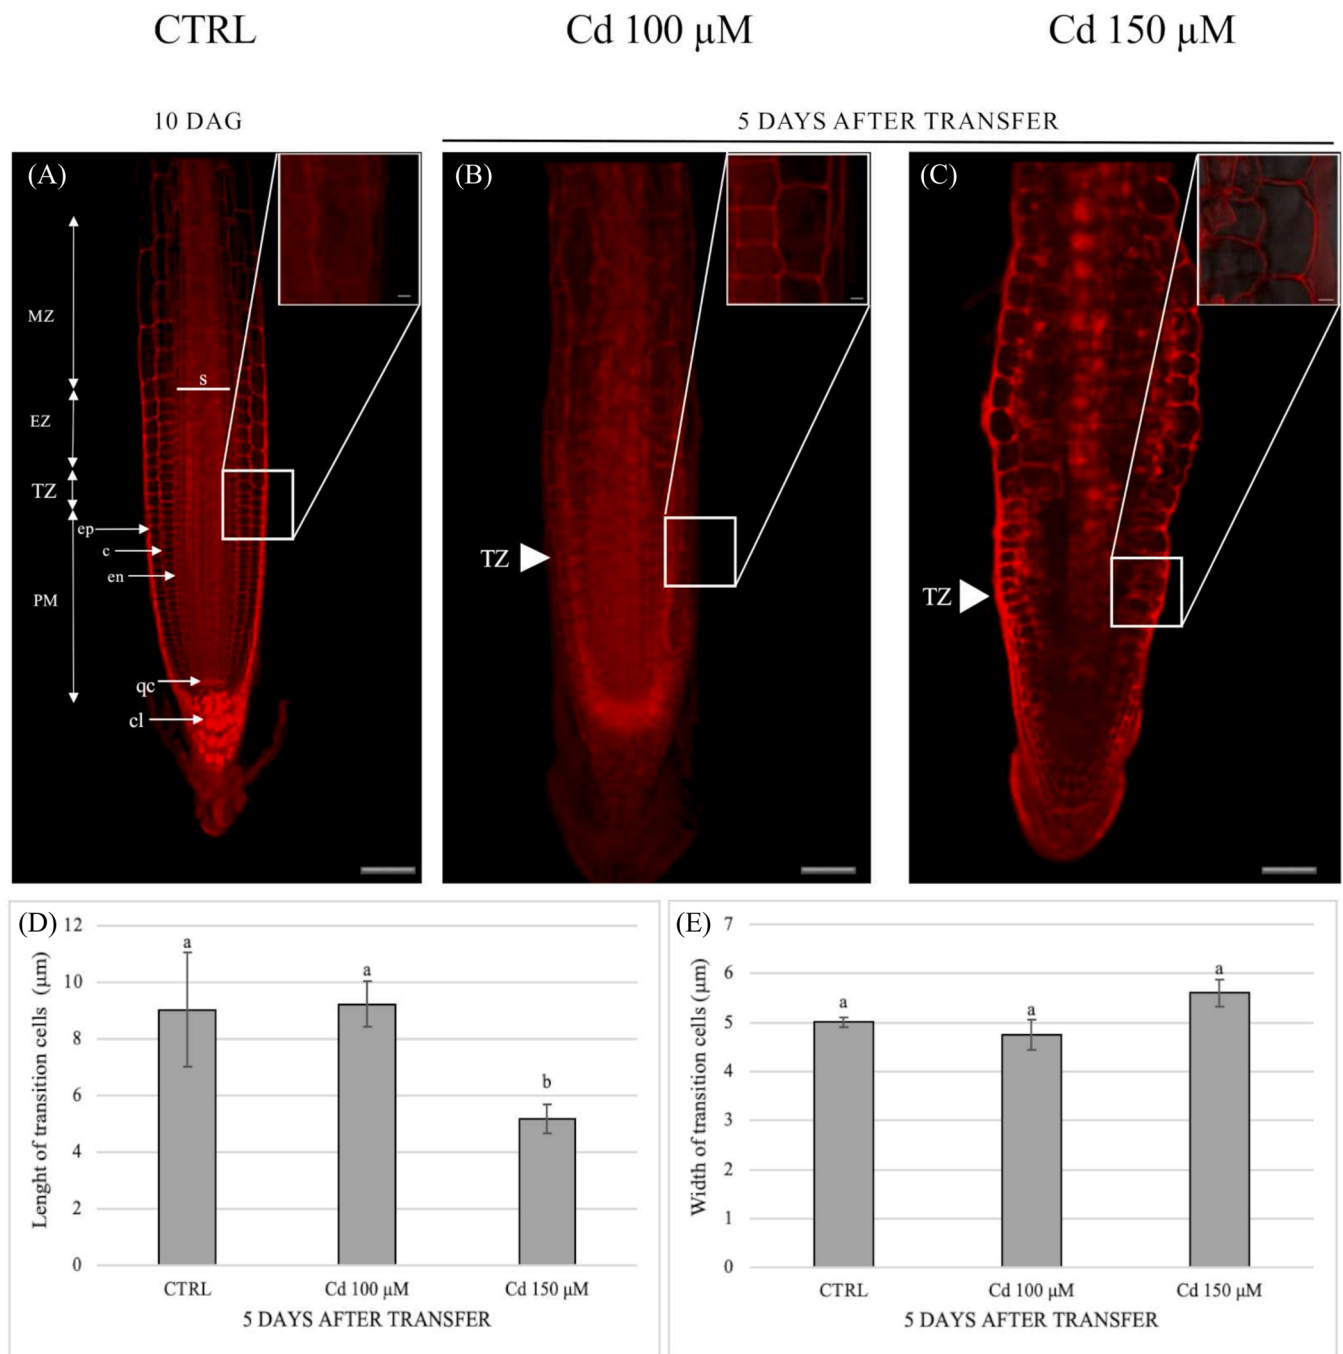 CTRL
Cd 100 µM
Cd 150 µM
10 DAG
5 DAYS AFTER TRANSFER
(A)
MZ
s
EZ
TZ
ep
c
en
PM
qc
cl
(B)
TZ
(C)
TZ
(D)
Lenght of transition cells (µm)
12
10
8
6
4
2
0
a
a
b
CTRL
Cd 100 µM
Cd 150 µM
5 DAYS AFTER TRANSFER
(E)
Width of transition cells (µm)
7
6
5
4
3
2
1
0
a
a
a
CTRL
Cd 100 µM
Cd 150 µM
5 DAYS AFTER TRANSFER